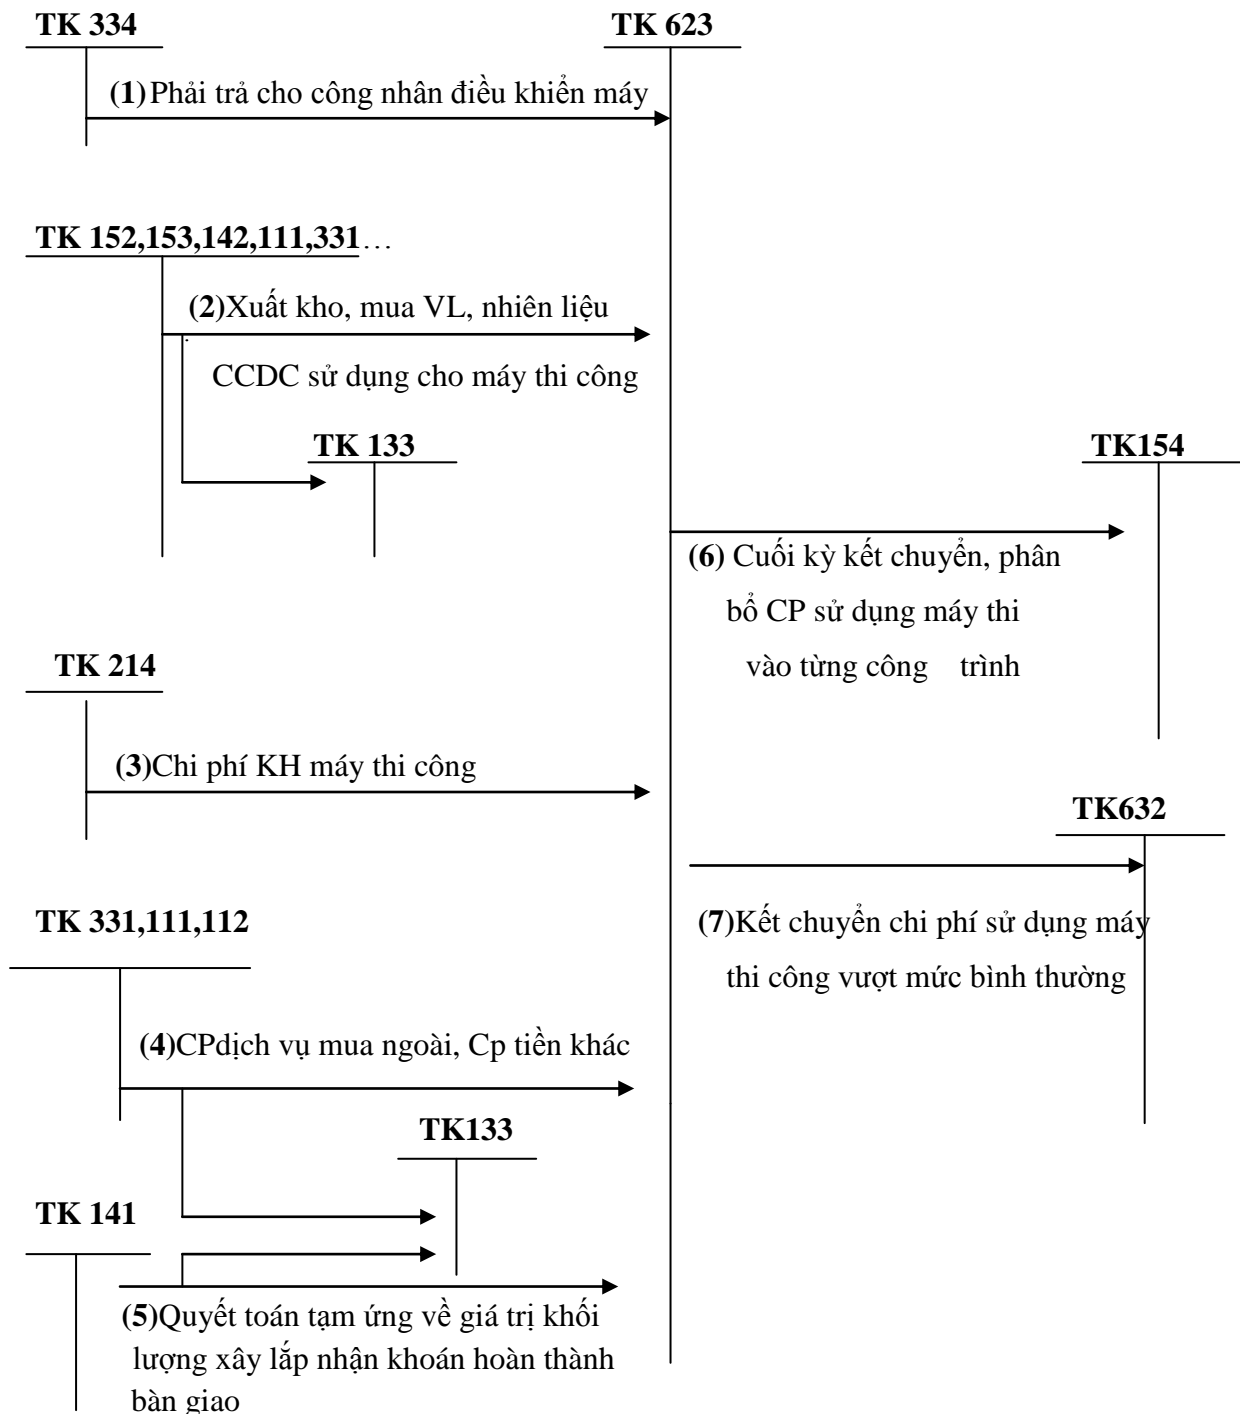 TK 334
TK 623
(1)Phải trả cho công nhân điều khiển máy
TK 152,153,142,111,331…
(2)Xuất kho, mua VL, nhiên liệu
CCDC sử dụng cho máy thi công
TK 133
TK154
(6) Cuối kỳ kết chuyển, phân
bổ CP sử dụng máy thi
vào từng công trình
TK 214
(3)Chi phí KH máy thi công
TK632
TK 331,111,112
(7)Kết chuyển chi phí sử dụng máy
thi công vượt mức bình thường
(4)CPdịch vụ mua ngoài, Cp tiền khác
TK133
TK 141
(5)Quyết toán tạm ứng về giá trị khối
lượng xây lắp nhận khoán hoàn thành
bàn giao